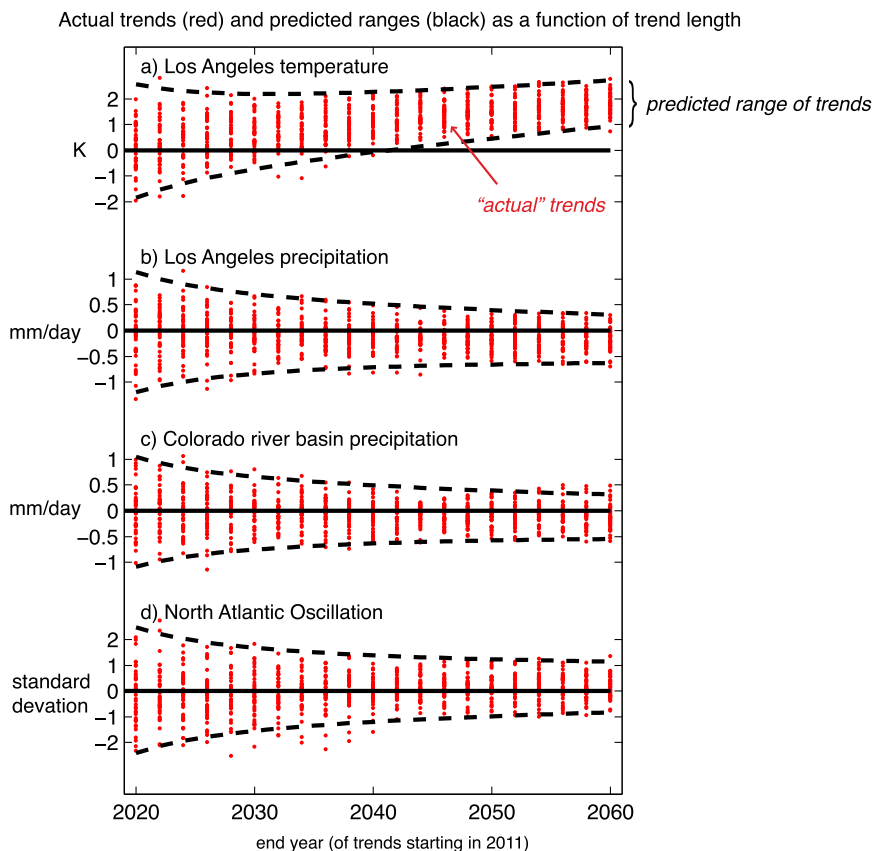 Actual trends (red) and predicted ranges (black) as a function of trend length
a) Los Angeles temperature
2
1
K
0
−1
−2
predicted range of trends
“actual” trends
b) Los Angeles precipitation
1
0.5
mm/day
0
−0.5
−1
c) Colorado river basin precipitation
1
0.5
mm/day
0
−0.5
−1
d) North Atlantic Oscillation
2
1
standard
devation
0
−1
−2
2020 2030 2040 2050 2060
end year (of trends starting in 2011)